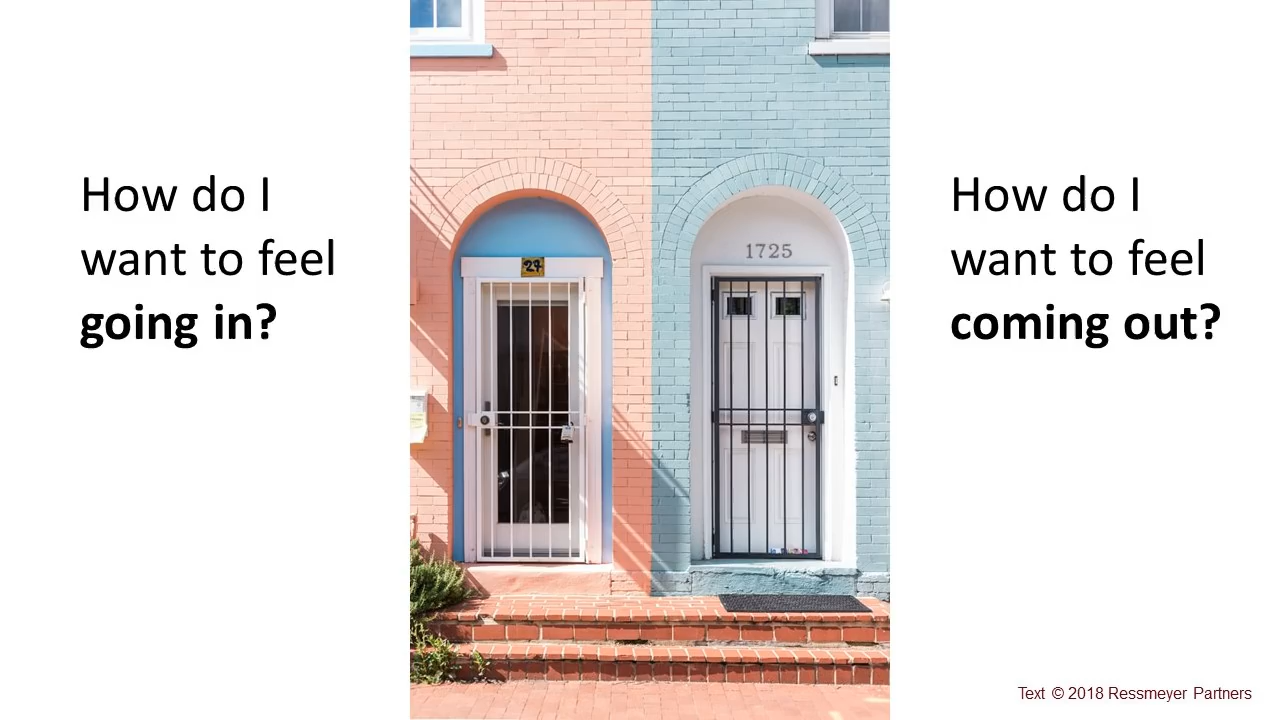 How do I
want to feel
going in?
27
1725
How do I
want to feel
coming out?
Text © 2018 Ressmeyer Partners